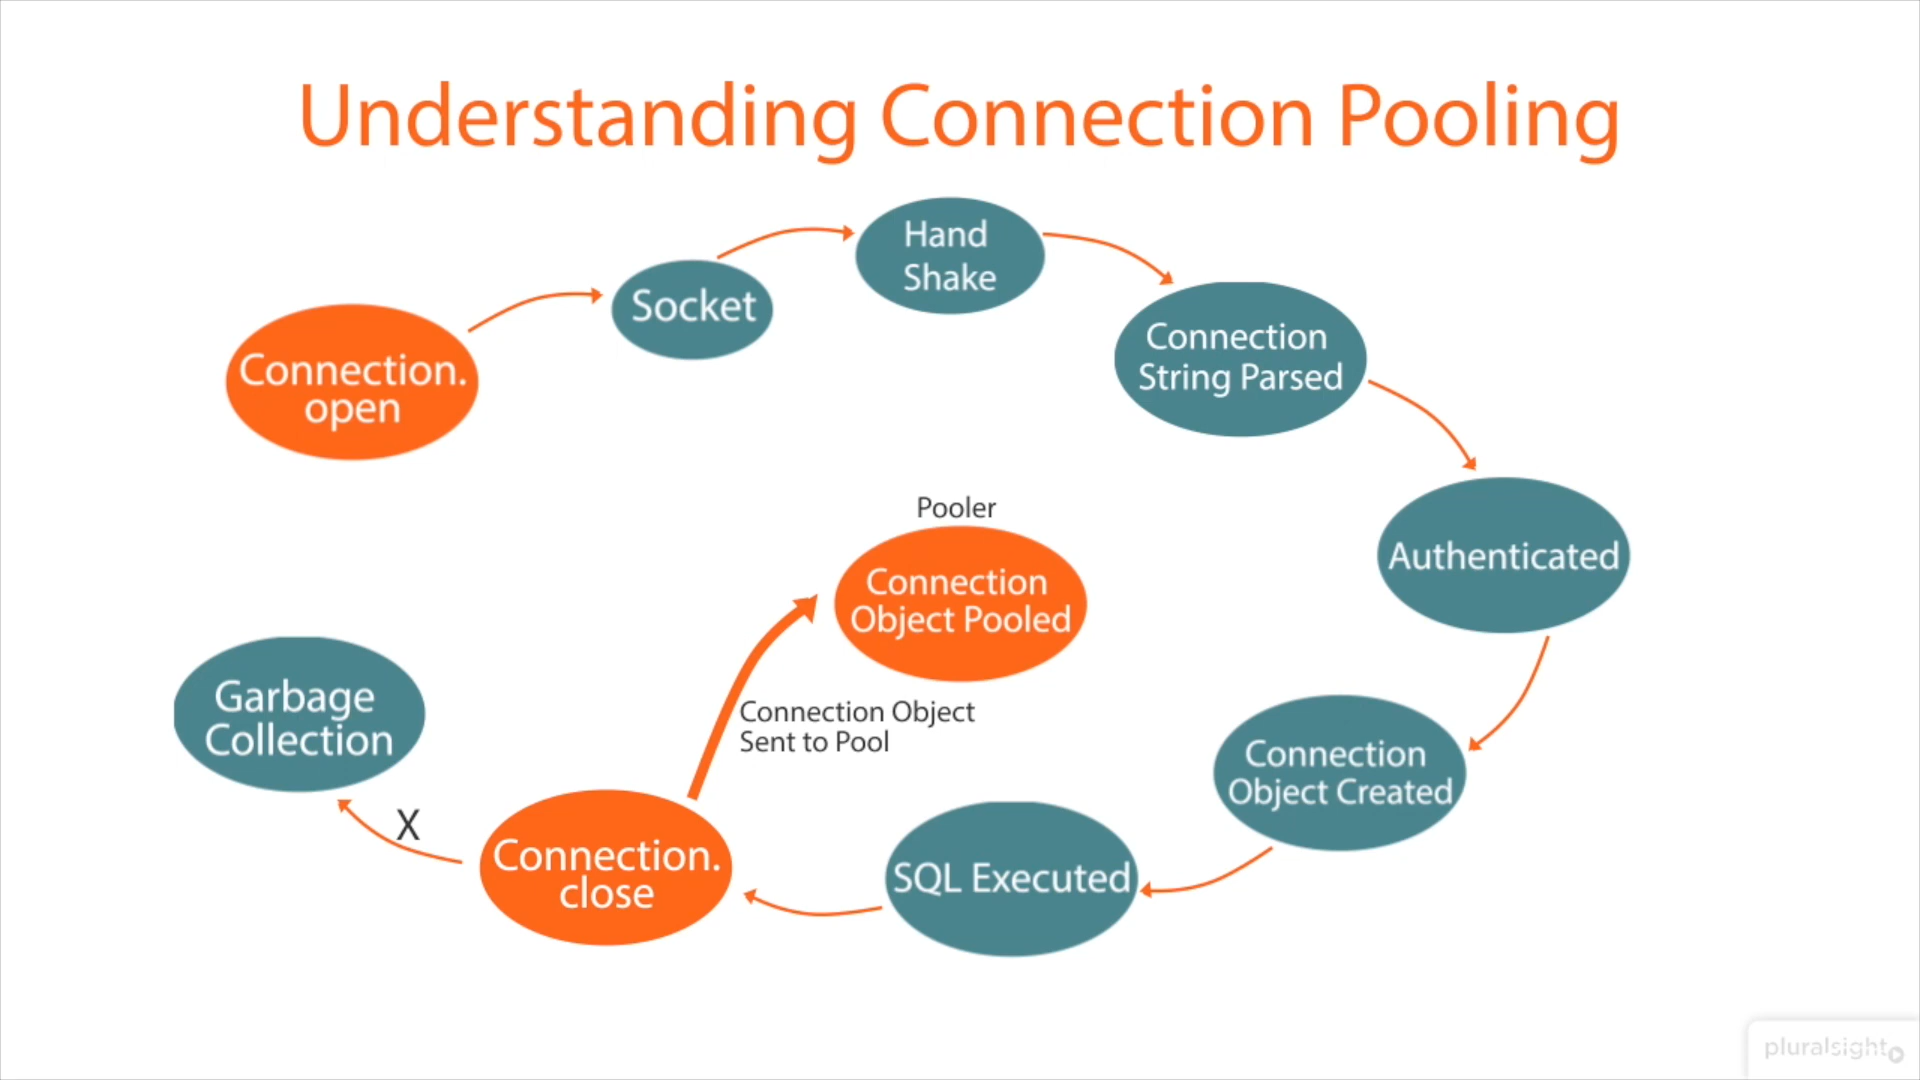 Understanding Connection Pooling
Connection.
open
Socket
Hand
Shake
Connection
String Parsed
Authenticated
Connection
Object Created
SQL Executed
Connection.
close
X
Garbage
Collection
Connection Object
Sent to Pool
Pooler
Connection
Object Pooled
pluralsight